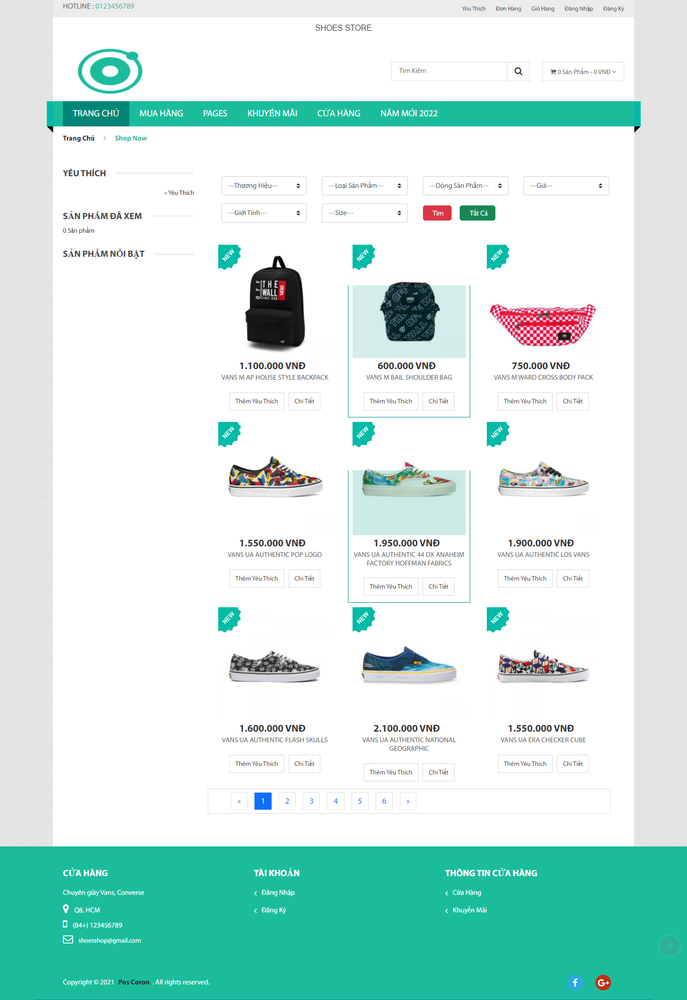 HOTLINE : 0123456789
Yêu Thích Đơn Hàng Giỏ Hàng Đăng Nhập Đăng Ký
SHOES STORE
Tìm Kiếm
0 Sản Phẩm - 0 VNĐ
TRANG CHỦ MUA HÀNG PAGES KHUYẾN MÃI CỬA HÀNG NĂM MỚI 2022
Trang Chủ > Shop Now
YÊU THÍCH
» Yêu Thích
SẢN PHẨM ĐÃ XEM
0 Sản phẩm
SẢN PHẨM NỔI BẬT
---Thương Hiệu--- ---Loại Sản Phẩm--- ---Dòng Sản Phẩm--- ---Giá---
---Giới Tính--- ---Size--- Tìm Tất Cả
NEW NEW NEW
OFF THE WALL SINCE 1966 VANS
1.100.000 VNĐ 600.000 VNĐ 750.000 VNĐ
VANS M AP HOUSE STYLE BACKPACK VANS M BAIL SHOULDER BAG VANS M WARD CROSS BODY PACK
Thêm Yêu Thích Chi Tiết Thêm Yêu Thích Chi Tiết Thêm Yêu Thích Chi Tiết
NEW NEW NEW
1.550.000 VNĐ 1.950.000 VNĐ 1.900.000 VNĐ
VANS UA AUTHENTIC POP LOGO VANS UA AUTHENTIC 44 DX ANAHEIM VANS UA AUTHENTIC LOS VANS
FACTORY HOFFMAN FABRICS
Thêm Yêu Thích Chi Tiết Thêm Yêu Thích Chi Tiết Thêm Yêu Thích Chi Tiết
NEW NEW NEW
1.600.000 VNĐ 2.100.000 VNĐ 1.550.000 VNĐ
VANS UA AUTHENTIC FLASH SKULLS VANS UA AUTHENTIC NATIONAL VANS UA ERA CHECKER CUBE
GEOGRAPHIC
Thêm Yêu Thích Chi Tiết Thêm Yêu Thích Chi Tiết Thêm Yêu Thích Chi Tiết
« 1 2 3 4 5 6 »
CỬA HÀNG TÀI KHOẢN THÔNG TIN CỬA HÀNG
Chuyên giày Vans, Converse Đăng Nhập Cửa Hàng
Q8, HCM Đăng Ký Khuyến Mãi
(84+) 123456789
shoesshop@gmail.com
Copyright © 2021 Pos Coron . All rights reserved.
f G+